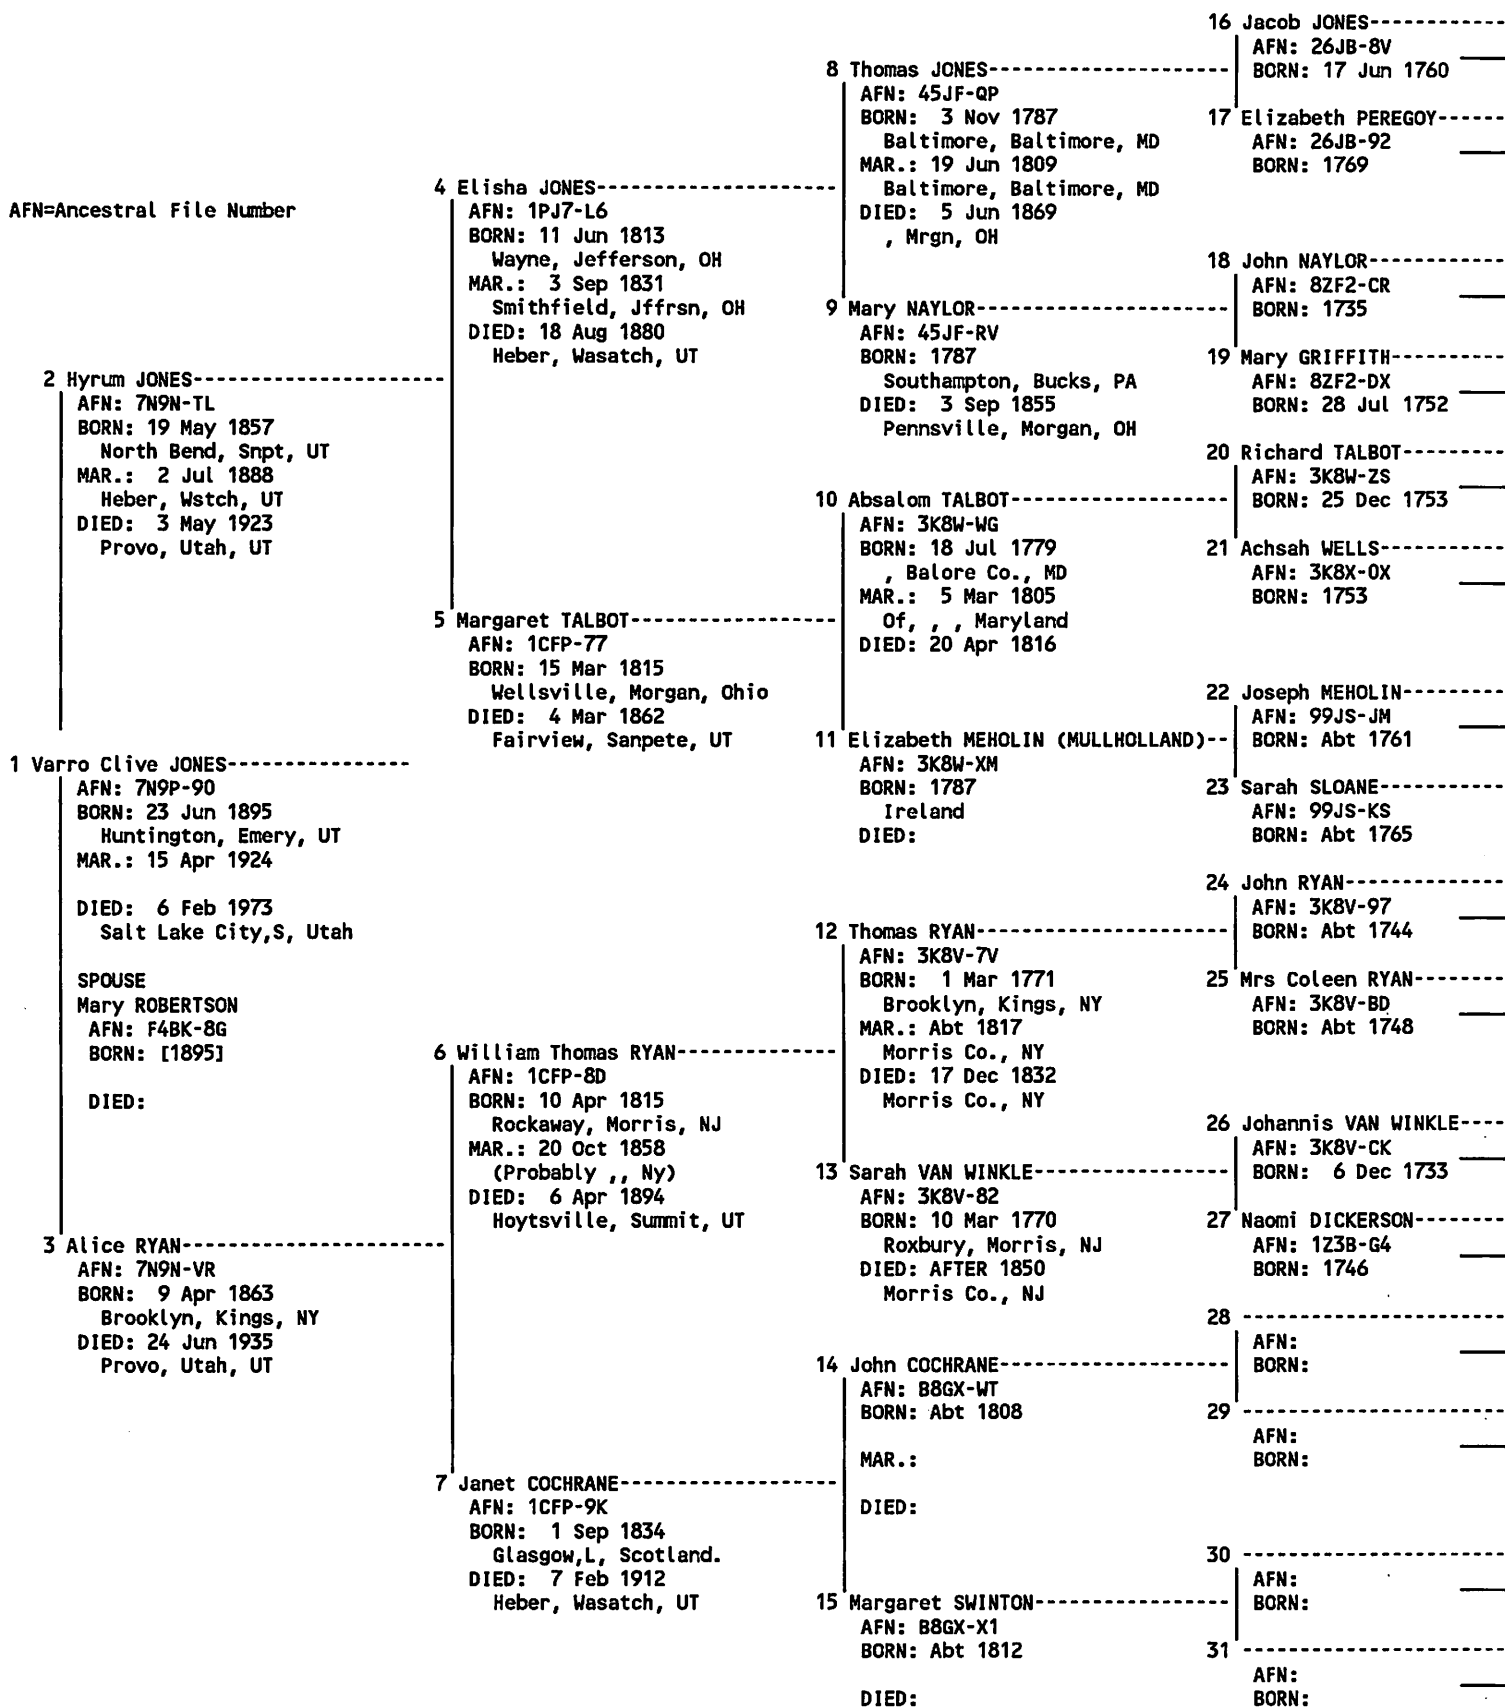 AFN=Ancestral File Number
1 Varro Clive JONES----------------
AFN: 7N9P-90
BORN: 23 Jun 1895
Huntington, Emery, UT
MAR.: 15 Apr 1924
DIED: 6 Feb 1973
Salt Lake City,S, Utah
SPOUSE
Mary ROBERTSON
AFN: F4BK-8G
BORN: [1895]
DIED:
2 Hyrum JONES----------------------
AFN: 7N9N-TL
BORN: 19 May 1857
North Bend, Snpt, UT
MAR.: 2 Jul 1888
Heber, Wstch, UT
DIED: 3 May 1923
Provo, Utah, UT
3 Alice RYAN-----------------------
AFN: 7N9N-VR
BORN: 9 Apr 1863
Brooklyn, Kings, NY
DIED: 24 Jun 1935
Provo, Utah, UT
4 Elisha JONES---------------------
AFN: 1PJ7-L6
BORN: 11 Jun 1813
Wayne, Jefferson, OH
MAR.: 3 Sep 1831
Smithfield, Jffrsn, OH
DIED: 18 Aug 1880
Heber, Wasatch, UT
5 Margaret TALBOT------------------
AFN: 1CFP-77
BORN: 15 Mar 1815
Wellsville, Morgan, Ohio
DIED: 4 Mar 1862
Fairview, Sanpete, UT
6 William Thomas RYAN--------------
AFN: 1CFP-8D
BORN: 10 Apr 1815
Rockaway, Morris, NJ
MAR.: 20 Oct 1858
(Probably ,, Ny)
DIED: 6 Apr 1894
Hoytsville, Summit, UT
7 Janet COCHRANE-------------------
AFN: 1CFP-9K
BORN: 1 Sep 1834
Glasgow,L, Scotland.
DIED: 7 Feb 1912
Heber, Wasatch, UT
8 Thomas JONES---------------------
AFN: 45JF-QP
BORN: 3 Nov 1787
Baltimore, Baltimore, MD
MAR.: 19 Jun 1809
Baltimore, Baltimore, MD
DIED: 5 Jun 1869
, Mrgn, OH
9 Mary NAYLOR----------------------
AFN: 45JF-RV
BORN: 1787
Southampton, Bucks, PA
DIED: 3 Sep 1855
Pennsville, Morgan, OH
10 Absalom TALBOT-------------------
AFN: 3K8W-WG
BORN: 18 Jul 1779
, Balore Co., MD
MAR.: 5 Mar 1805
Of, , , Maryland
DIED: 20 Apr 1816
11 Elizabeth MEHOLIN (MULLHOLLAND)--
AFN: 3K8W-XM
BORN: 1787
Ireland
DIED:
12 Thomas RYAN----------------------
AFN: 3K8V-7V
BORN: 1 Mar 1771
Brooklyn, Kings, NY
MAR.: Abt 1817
Morris Co., NY
DIED: 17 Dec 1832
Morris Co., NY
13 Sarah VAN WINKLE-----------------
AFN: 3K8V-82
BORN: 10 Mar 1770
Roxbury, Morris, NJ
DIED: AFTER 1850
Morris Co., NJ
14 John COCHRANE--------------------
AFN: B8GX-WT
BORN: Abt 1808
MAR.:
DIED:
15 Margaret SWINTON-----------------
AFN: B8GX-X1
BORN: Abt 1812
DIED:
16 Jacob JONES------------
AFN: 26JB-8V
BORN: 17 Jun 1760
17 Elizabeth PEREGOY------
AFN: 26JB-92
BORN: 1769
18 John NAYLOR------------
AFN: 8ZF2-CR
BORN: 1735
19 Mary GRIFFITH----------
AFN: 8ZF2-DX
BORN: 28 Jul 1752
20 Richard TALBOT---------
AFN: 3K8W-ZS
BORN: 25 Dec 1753
21 Achsah WELLS-----------
AFN: 3K8X-0X
BORN: 1753
22 Joseph MEHOLIN---------
AFN: 99JS-JM
BORN: Abt 1761
23 Sarah SLOANE-----------
AFN: 99JS-KS
BORN: Abt 1765
24 John RYAN--------------
AFN: 3K8V-97
BORN: Abt 1744
25 Mrs Coleen RYAN--------
AFN: 3K8V-BD
BORN: Abt 1748
26 Johannis VAN WINKLE----
AFN: 3K8V-CK
BORN: 6 Dec 1733
27 Naomi DICKERSON--------
AFN: 1Z3B-G4
BORN: 1746
28 -----------------------
AFN:
BORN:
29 -----------------------
AFN:
BORN:
30 -----------------------
AFN:
BORN:
31 -----------------------
AFN:
BORN: